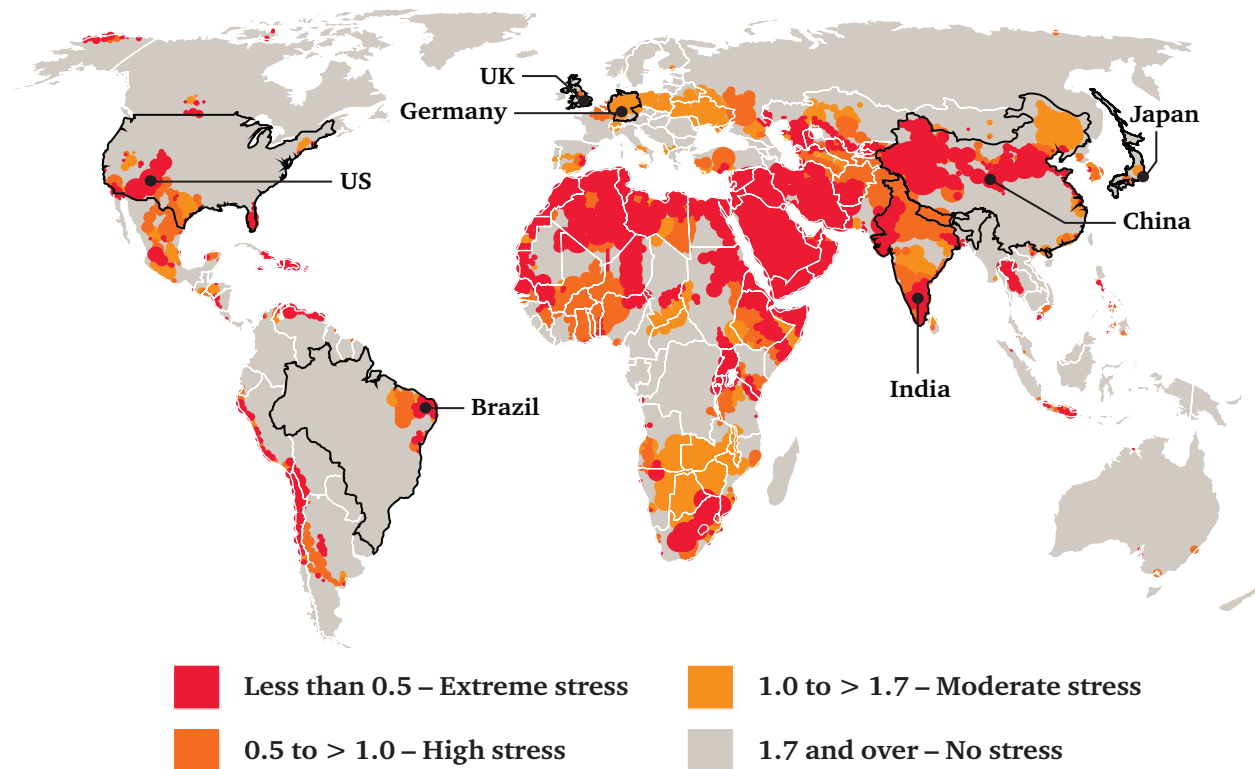 UK
Germany
Japan
US
China
India
Brazil
Less than 0.5 – Extreme stress
1.0 to > 1.7 – Moderate stress
0.5 to > 1.0 – High stress
1.7 and over – No stress